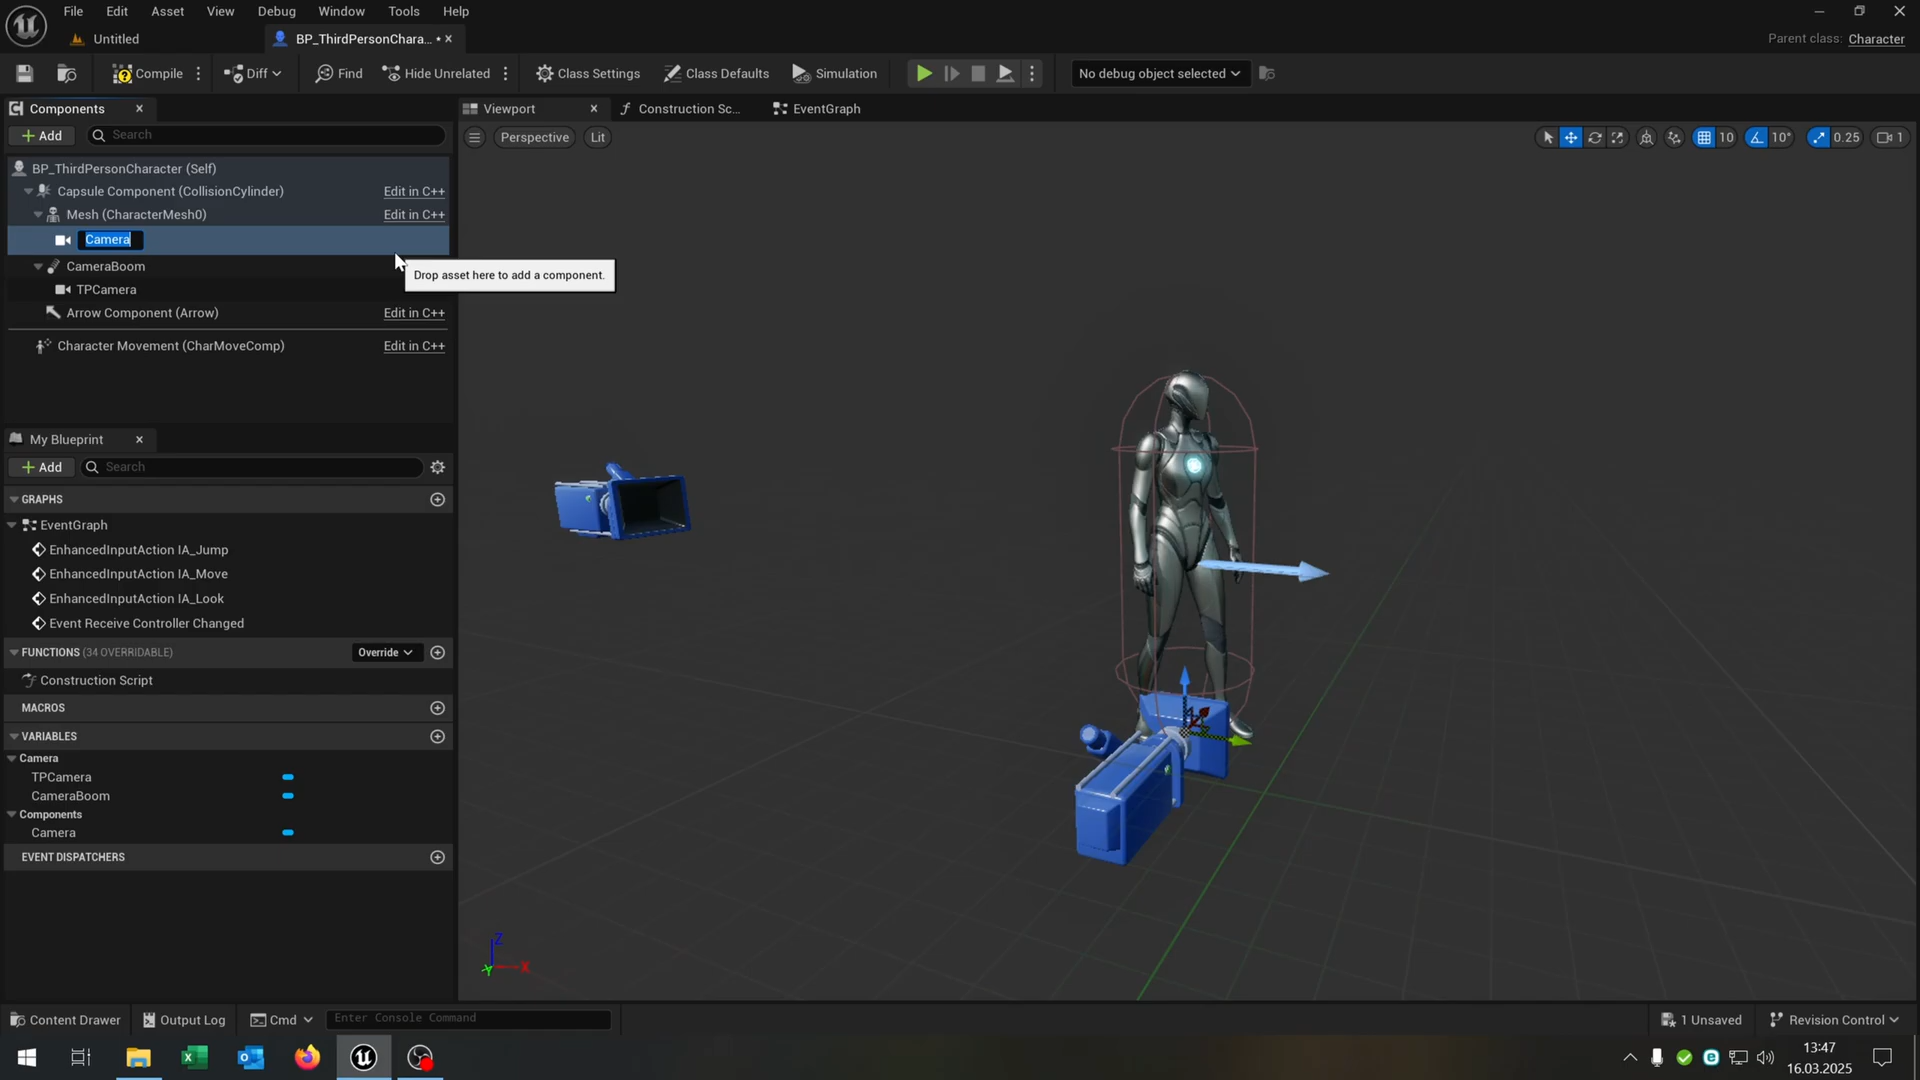 File Edit Asset View Debug Window Tools Help
Untitled
BP_ThirdPersonChara... •
Parent class: Character
Compile
Diff
Find
Hide Unrelated
Class Settings
Class Defaults
Simulation
No debug object selected
Components
Viewport
Construction Sc...
EventGraph
Add
Search
Perspective
Lit
10
10°
0.25
1
BP_ThirdPersonCharacter (Self)
Capsule Component (CollisionCylinder) Edit in C++
Mesh (CharacterMesh0) Edit in C++
Camera
CameraBoom
Drop asset here to add a component.
TPCamera
Arrow Component (Arrow) Edit in C++
Character Movement (CharMoveComp) Edit in C++
My Blueprint
Add
Search
GRAPHS
EventGraph
EnhancedInputAction IA_Jump
EnhancedInputAction IA_Move
EnhancedInputAction IA_Look
Event Receive Controller Changed
FUNCTIONS (34 OVERRIDABLE) Override
Construction Script
MACROS
VARIABLES
Camera
TPCamera
CameraBoom
Components
Camera
EVENT DISPATCHERS
Z
Y
X
Content Drawer
Output Log
Cmd
Enter Console Command
1 Unsaved
Revision Control
13:47
16.03.2025